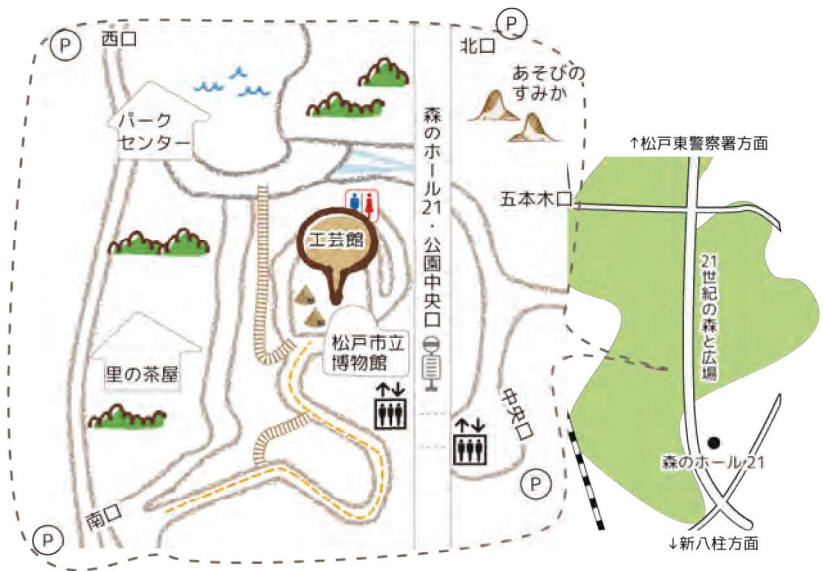 P
西口
北口
P
パーク
センター
あそびの
すみか
森のホール21・公園中央口
↑松戸東警察署方面
五本木口
工芸館
21世紀の森と広場
松戸市立
博物館
里の茶屋
中央口
森のホール21
P
南口
P
↓新八柱方面